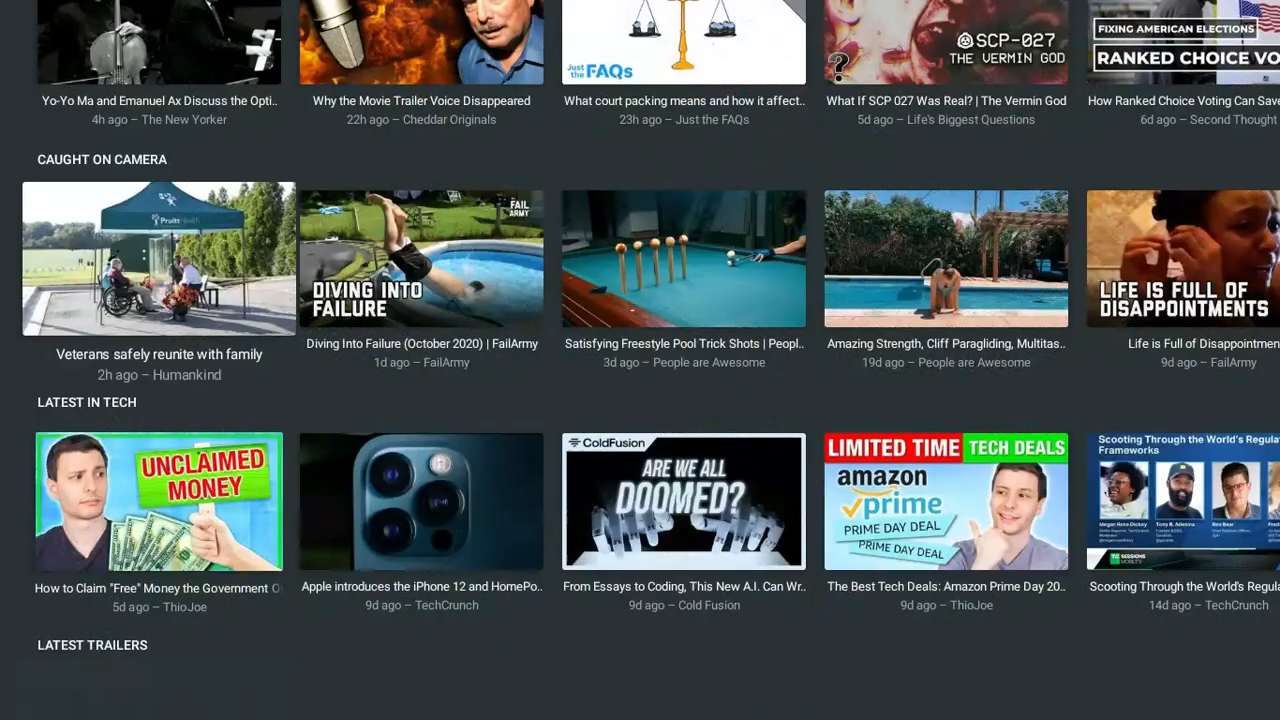 Just
the FAQs
SCP-027
THE VERMIN GOD
?
FIXING AMERICAN ELECTIONS
RANKED CHOICE VO
Yo-Yo Ma and Emanuel Ax Discuss the Opti..
4h ago – The New Yorker
Why the Movie Trailer Voice Disappeared
22h ago – Cheddar Originals
What court packing means and how it affect..
23h ago – Just the FAQs
What If SCP 027 Was Real? | The Vermin God
5d ago – Life's Biggest Questions
How Ranked Choice Voting Can Save
6d ago – Second Thought
CAUGHT ON CAMERA
PruittHealth
FAIL
ARMY
DIVING INTO
FAILURE
LIFE IS FULL OF
DISAPPOINTMENTS
Veterans safely reunite with family
2h ago – Humankind
Diving Into Failure (October 2020) | FailArmy
1d ago – FailArmy
Satisfying Freestyle Pool Trick Shots | Peopl..
3d ago – People are Awesome
Amazing Strength, Cliff Paragliding, Multitas..
19d ago – People are Awesome
Life is Full of Disappointmen
9d ago – FailArmy
LATEST IN TECH
UNCLAIMED
MONEY
ColdFusion
ARE WE ALL
DOOMED?
LIMITED TIME TECH DEALS
amazon
prime
PRIME DAY DEAL
PRIME DAY DEAL
Scooting Through the World's Regula
Frameworks
Megan Rose Dickey
Tony B. Adesina
Ben Bear
SESSIONS
MOBILITY
How to Claim "Free" Money the Government O
5d ago – ThioJoe
Apple introduces the iPhone 12 and HomePo..
9d ago – TechCrunch
From Essays to Coding, This New A.I. Can Wr..
9d ago – Cold Fusion
The Best Tech Deals: Amazon Prime Day 20..
9d ago – ThioJoe
Scooting Through the World's Regula
14d ago – TechCrunch
LATEST TRAILERS